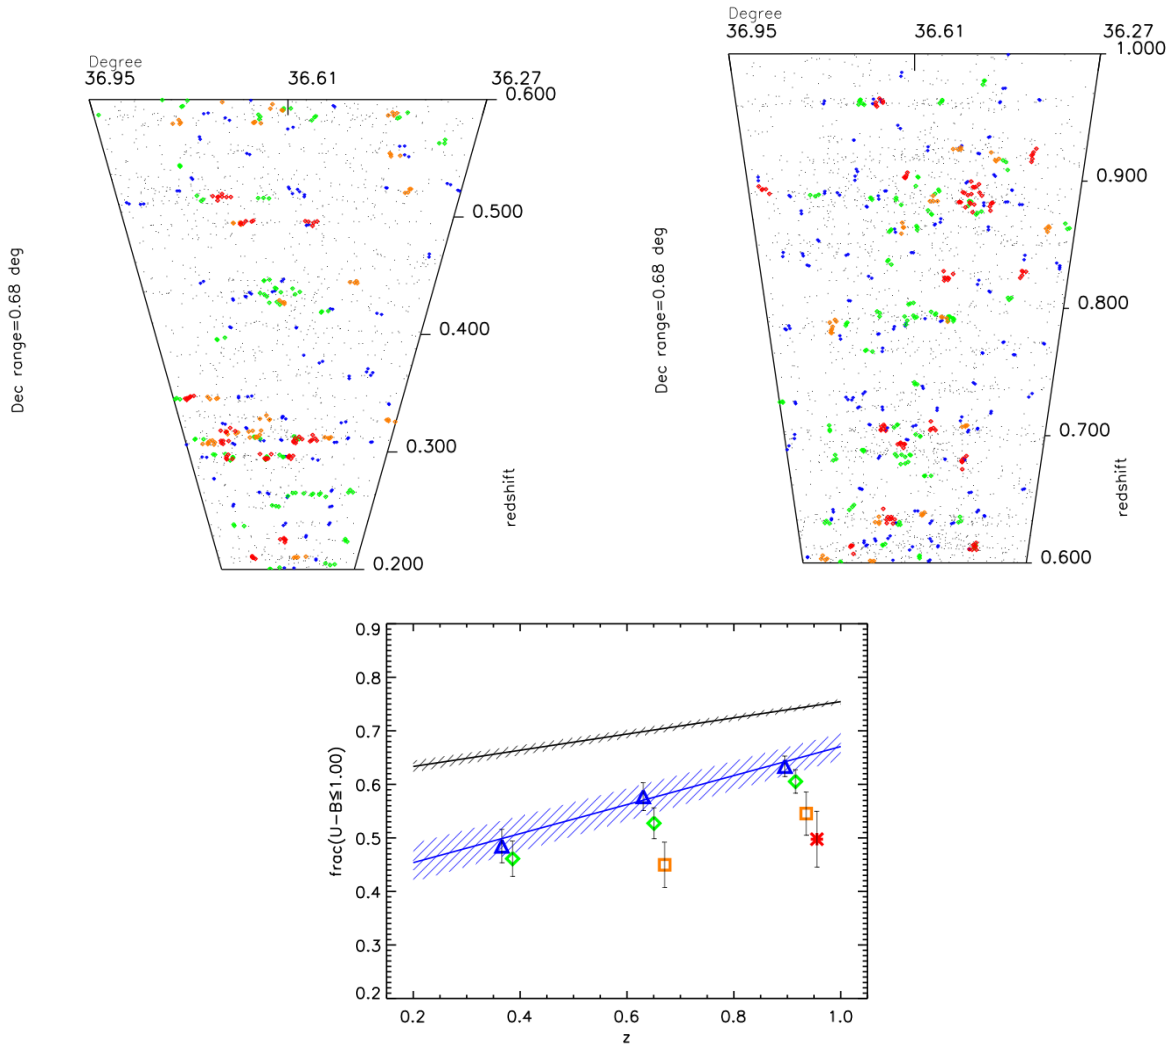 Degree
36.95 36.61 36.27
0.600
0.500
0.400
0.300
0.200
Dec range=0.68 deg
redshift
Degree
36.95 36.61 36.27
1.000
0.900
0.800
0.700
0.600
Dec range=0.68 deg
redshift
0.9
0.8
0.7
0.6
0.5
0.4
0.3
0.2
frac(U−B≤1.00)
0.2 0.4 0.6 0.8 1.0
z